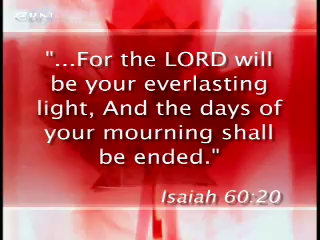 "...For the LORD will
be your everlasting
light, And the days of
your mourning shall
be ended."
Isaiah 60:20